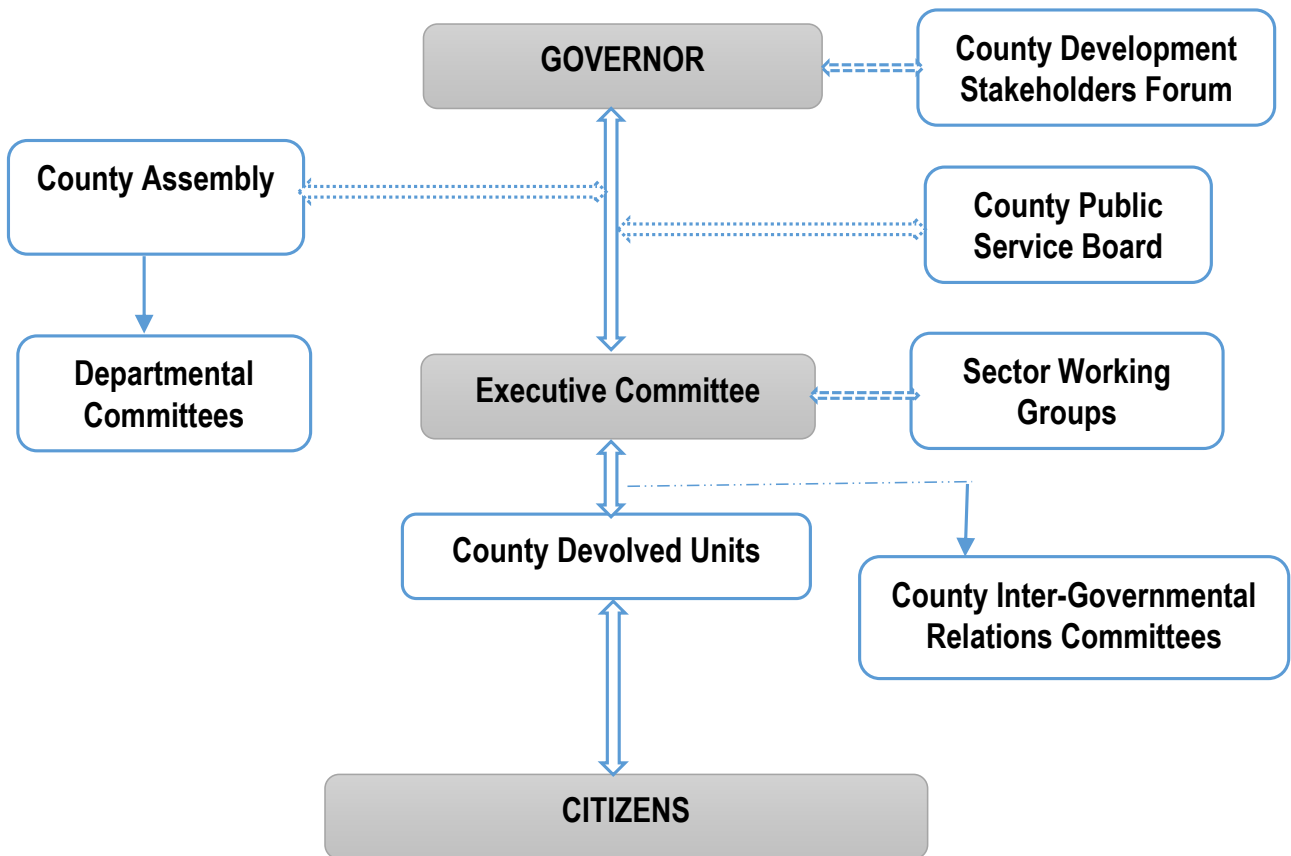 GOVERNOR
County Development
Stakeholders Forum
County Assembly
County Public
Service Board
Departmental
Committees
Executive Committee
Sector Working
Groups
County Devolved Units
County Inter-Governmental
Relations Committees
CITIZENS